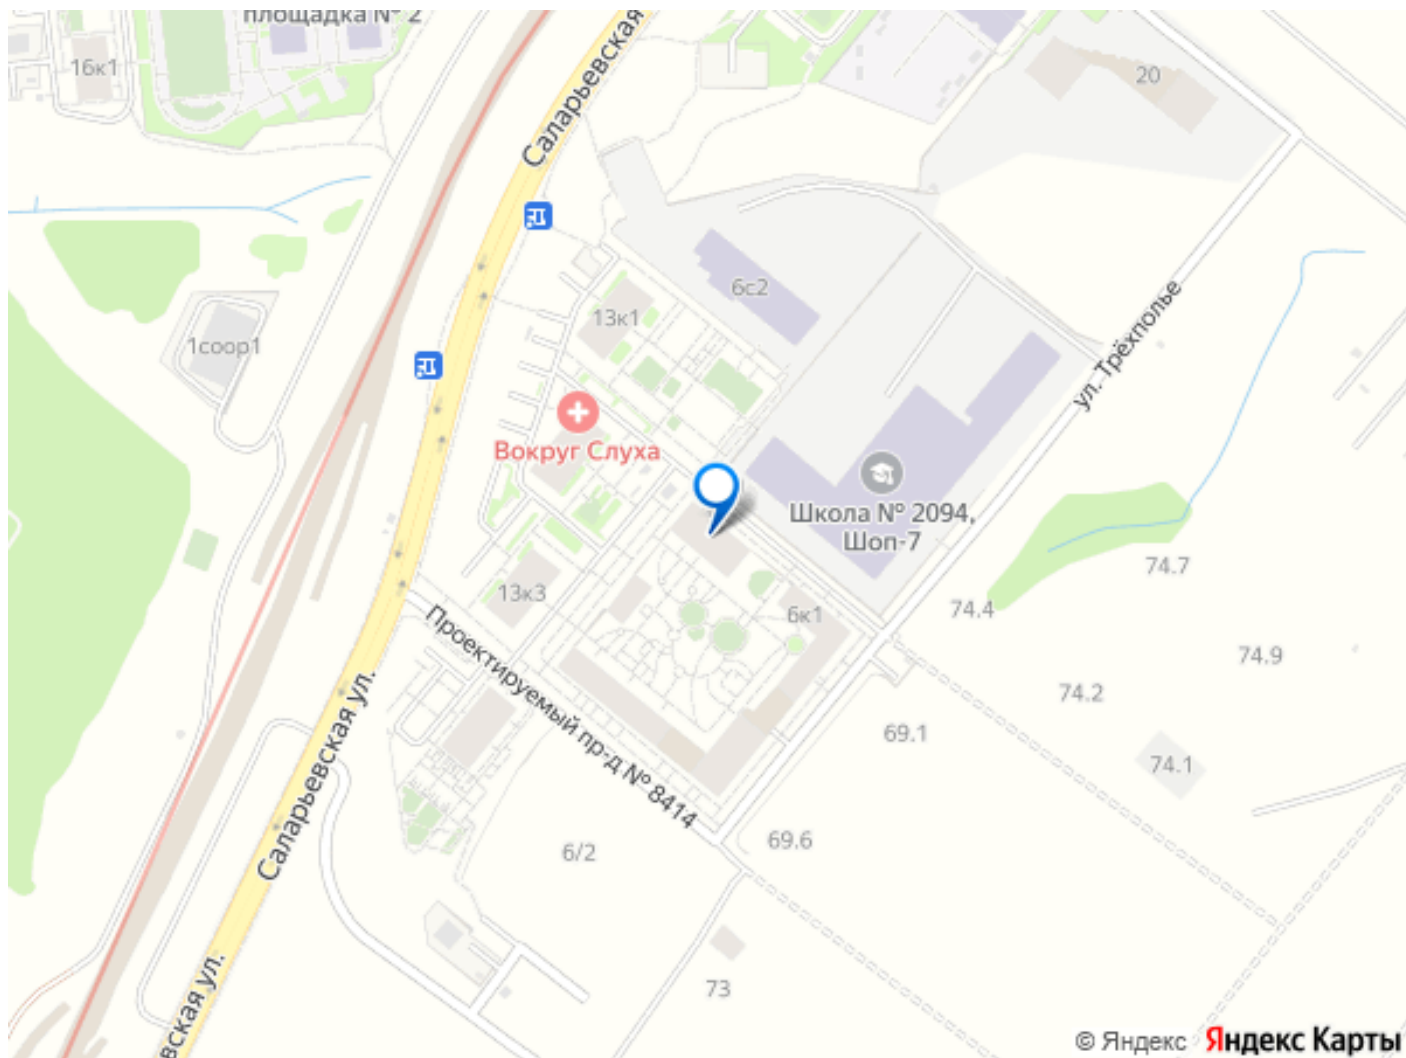 площадка № 2
16к1
Саларьевская
20
6с2
13к1
1соор1
ул. Трёхполье
Вокруг Слуха
Школа № 2094,
Шоп-7
13к3
6к1
74.7
74.4
74.9
74.2
Проектируемый пр-д № 8414
69.1
74.1
Саларьевская ул.
69.6
6/2
73
вская ул.
© Яндекс Яндекс Карты